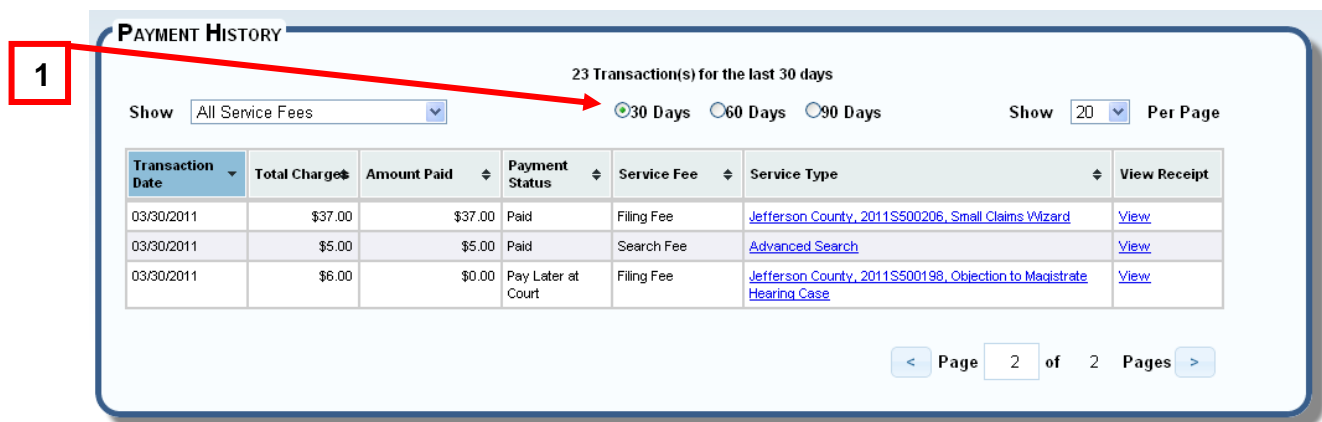 PAYMENT HISTORY
1
23 Transaction(s) for the last 30 days
Show All Service Fees 30 Days 60 Days 90 Days Show 20 Per Page
Transaction Date Total Charges Amount Paid Payment Status Service Fee Service Type View Receipt
03/30/2011 $37.00 $37.00 Paid Filing Fee Jefferson County, 2011S500206, Small Claims Wizard View
03/30/2011 $5.00 $5.00 Paid Search Fee Advanced Search View
03/30/2011 $6.00 $0.00 Pay Later at Court Filing Fee Jefferson County, 2011S500198, Objection to Magistrate Hearing Case View
< Page 2 of 2 Pages >